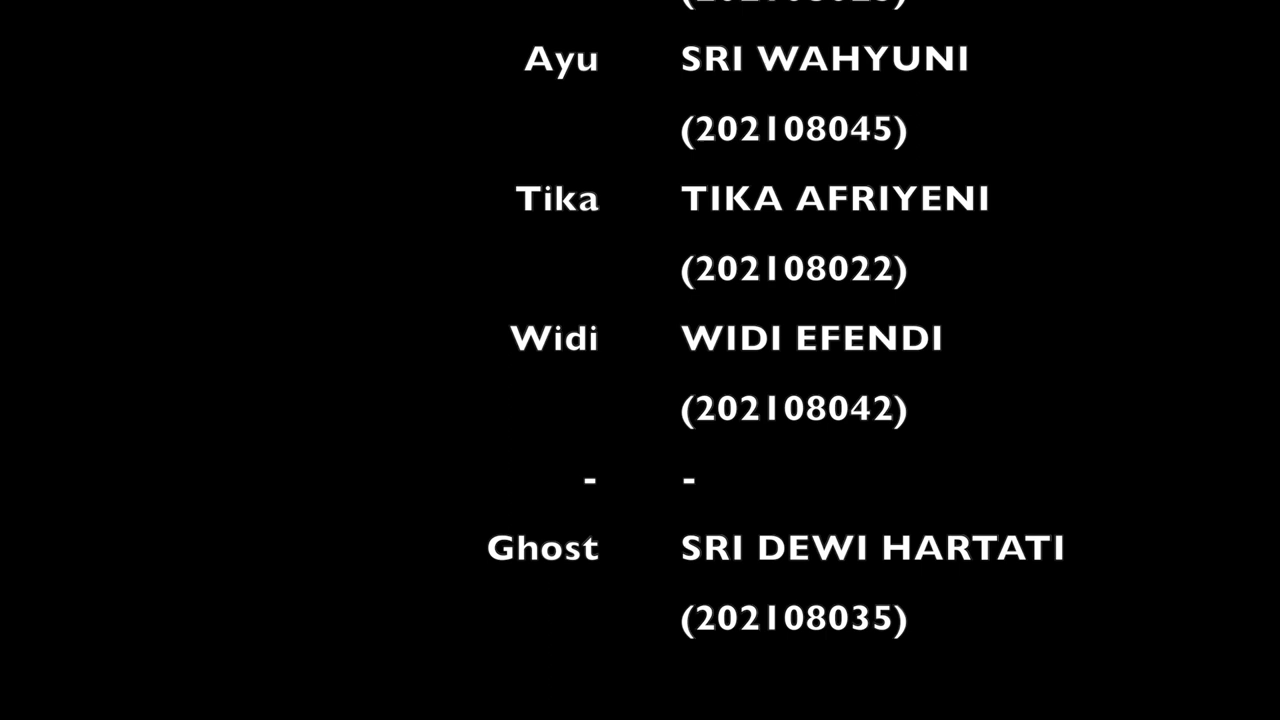 Ayu SRI WAHYUNI
(202108045)
Tika TIKA AFRIYENI
(202108022)
Widi WIDI EFENDI
(202108042)
- -
Ghost SRI DEWI HARTATI
(202108035)